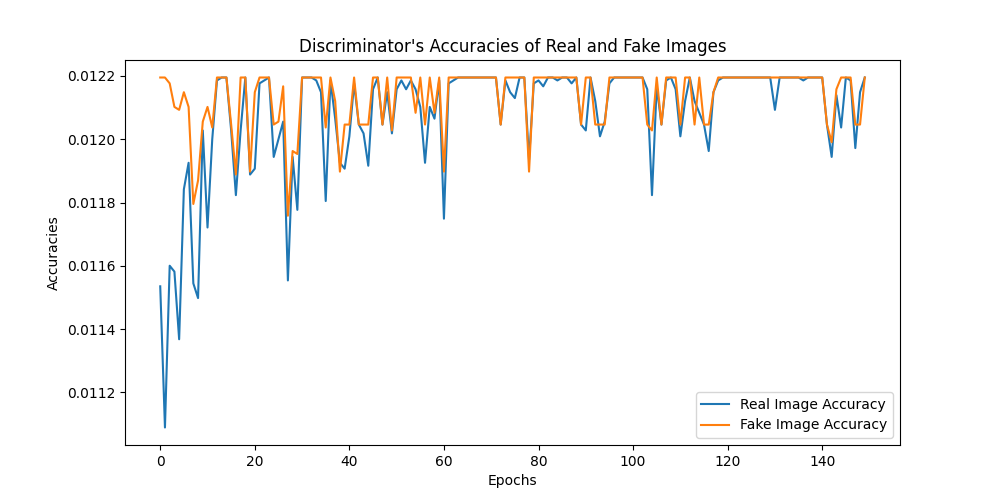 Discriminator's Accuracies of Real and Fake Images
Accuracies
0.0122
0.0120
0.0118
0.0116
0.0114
0.0112
Real Image Accuracy
Fake Image Accuracy
0 20 40 60 80 100 120 140
Epochs